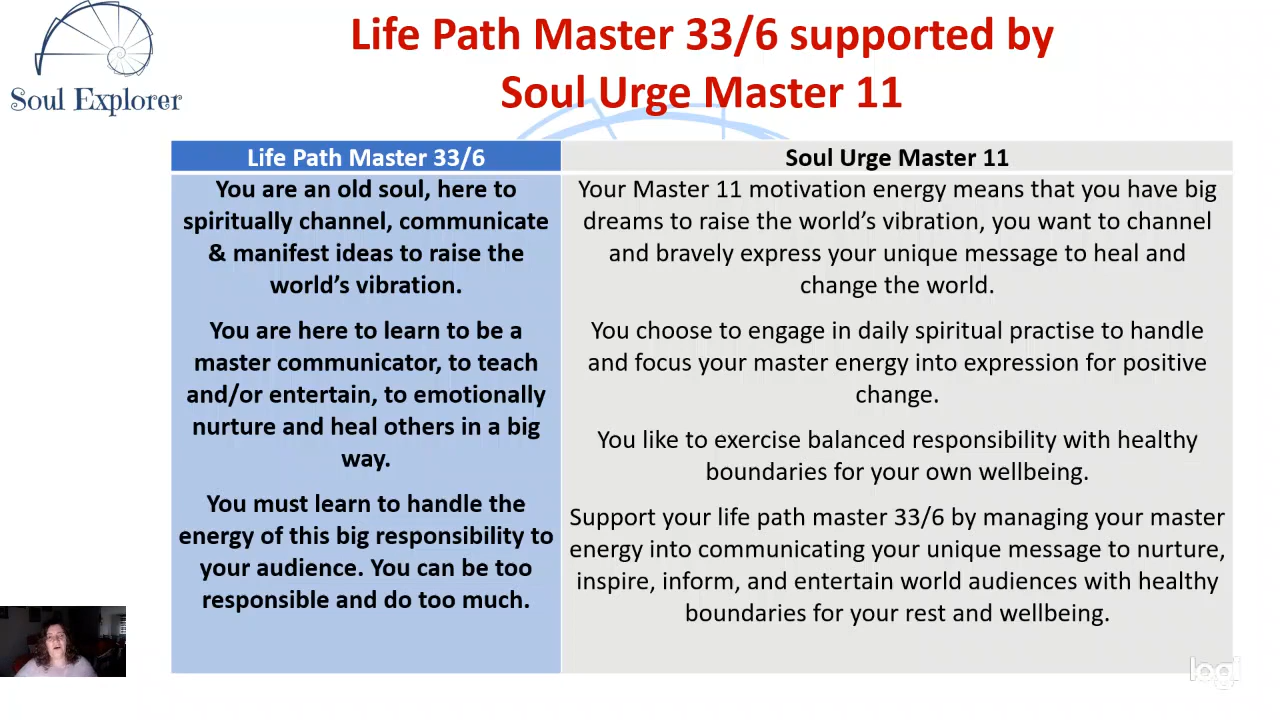 Soul Explorer
Life Path Master 33/6 supported by
Soul Urge Master 11
Life Path Master 33/6
You are an old soul, here to
spiritually channel, communicate
& manifest ideas to raise the
world's vibration.
You are here to learn to be a
master communicator, to teach
and/or entertain, to emotionally
nurture and heal others in a big
way.
You must learn to handle the
energy of this big responsibility to
your audience. You can be too
responsible and do too much.
Soul Urge Master 11
Your Master 11 motivation energy means that you have big
dreams to raise the world's vibration, you want to channel
and bravely express your unique message to heal and
change the world.
You choose to engage in daily spiritual practise to handle
and focus your master energy into expression for positive
change.
You like to exercise balanced responsibility with healthy
boundaries for your own wellbeing.
Support your life path master 33/6 by managing your master
energy into communicating your unique message to nurture,
inspire, inform, and entertain world audiences with healthy
boundaries for your rest and wellbeing.
logi